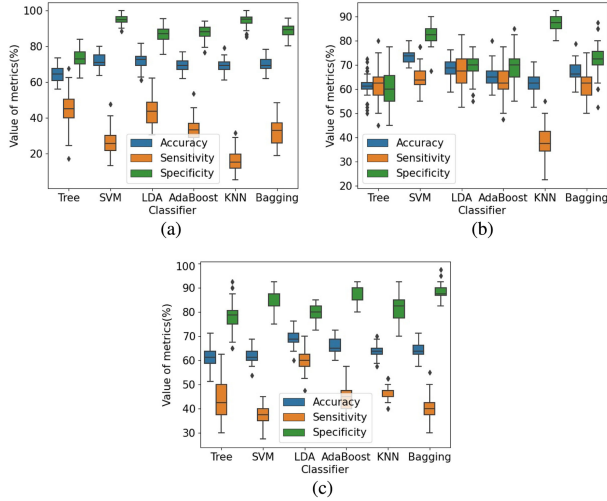 100
80
60
40
20
Value of metrics(%)
Accuracy
Sensitivity
Specificity
Tree SVM LDA AdaBoost KNN Bagging
Classifier
(a)
90
80
70
60
50
40
30
20
Value of metrics(%)
Accuracy
Sensitivity
Specificity
Tree SVM LDA AdaBoost KNN Bagging
Classifier
(b)
100
90
80
70
60
50
40
30
Value of metrics(%)
Accuracy
Sensitivity
Specificity
Tree SVM LDA AdaBoost KNN Bagging
Classifier
(c)